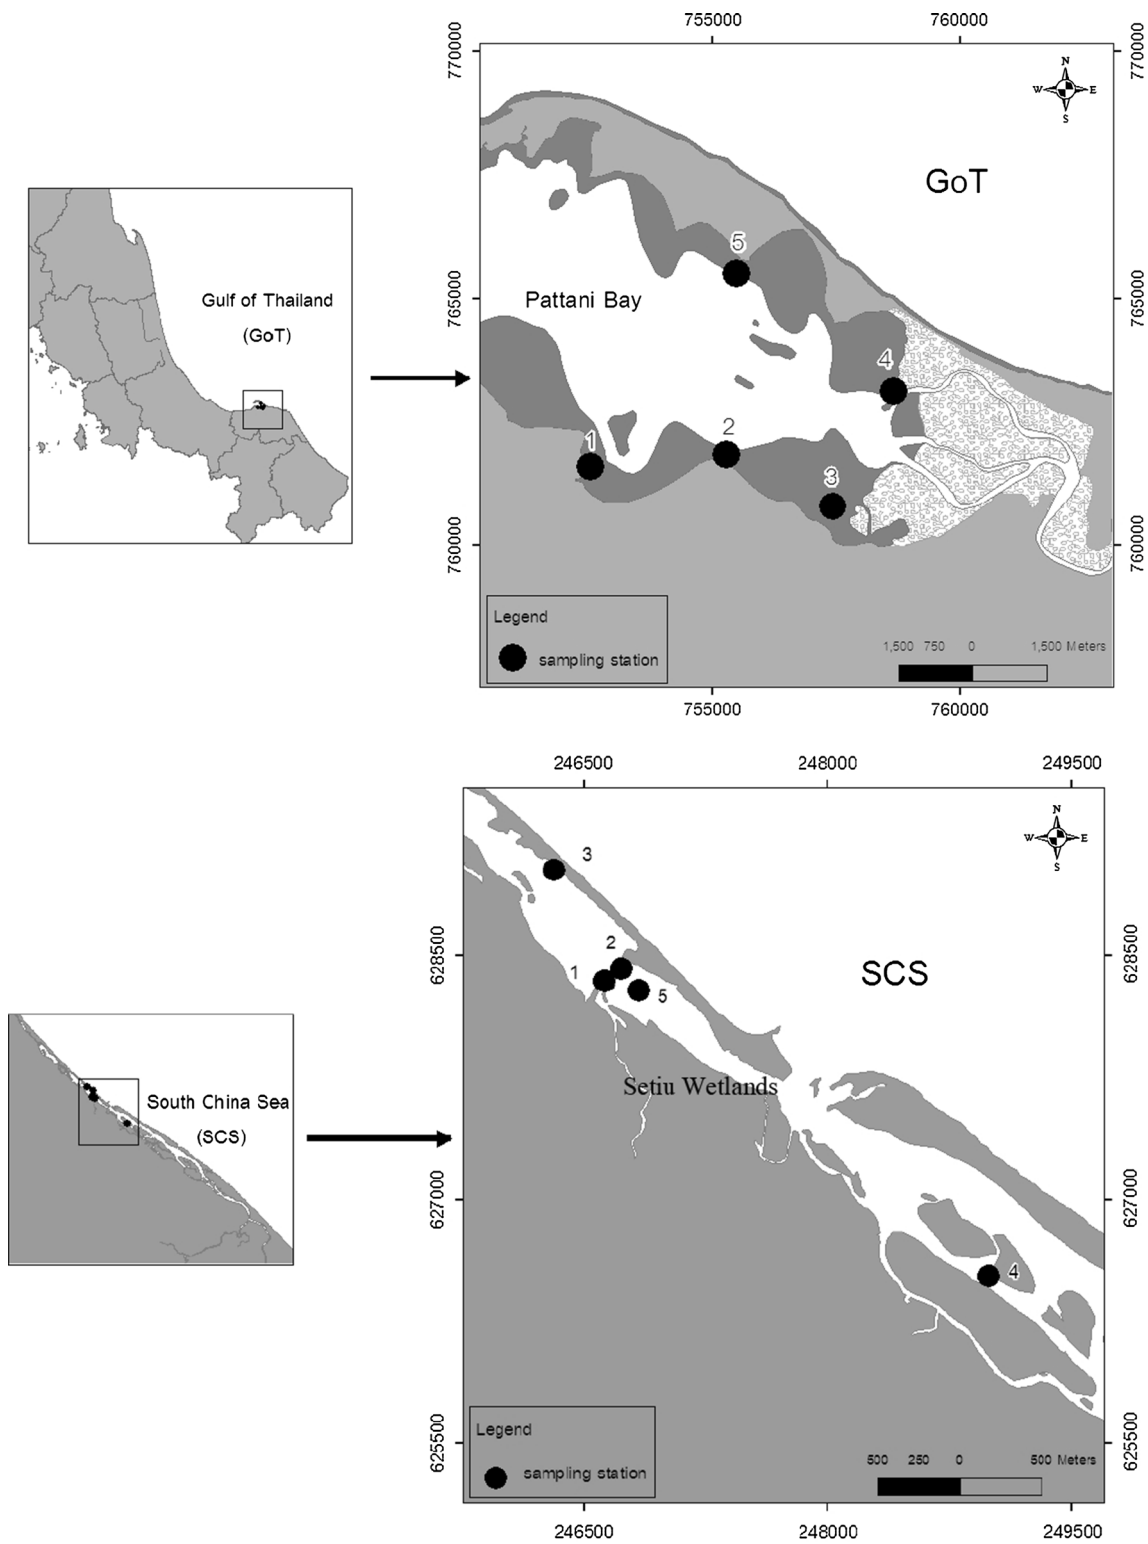 755000 760000
770000 770000
N
W E
S
GoT
5
Gulf of Thailand
(GoT)
Pattani Bay
765000 765000
4
2
1
3
760000 760000
Legend
sampling station
1,500 750 0 1,500 Meters
755000 760000
246500 248000 249500
N
W E
S
3
2
1
5
628500 628500
SCS
Setiu Wetlands
South China Sea
(SCS)
627000 627000
4
Legend
sampling station
625500 625500
500 250 0 500 Meters
246500 248000 249500